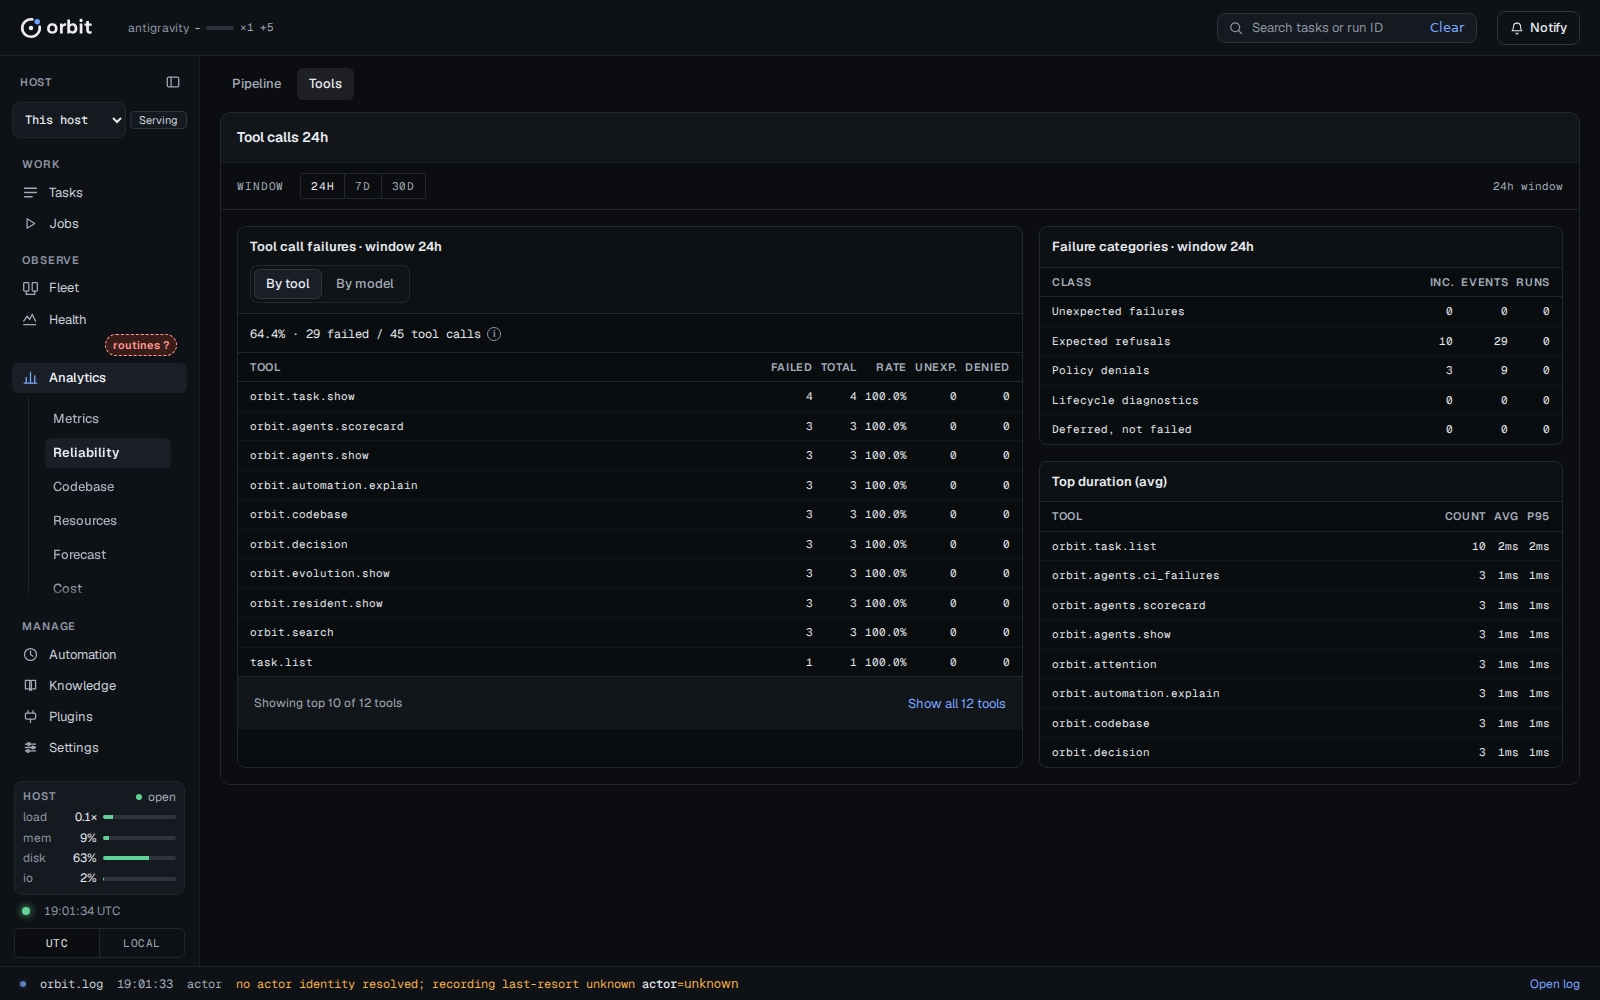 orbit
antigravity - ×1 +5
Search tasks or run ID
Clear
Notify
HOST
This host
Serving
WORK
Tasks
Jobs
OBSERVE
Fleet
Health
routines ?
Analytics
Metrics
Reliability
Codebase
Resources
Forecast
Cost
MANAGE
Automation
Knowledge
Plugins
Settings
HOST open
load 0.1×
mem 9%
disk 63%
io 2%
19:01:34 UTC
UTC LOCAL
Pipeline Tools
Tool calls 24h
WINDOW 24H 7D 30D
24h window
Tool call failures · window 24h
By tool By model
64.4% · 29 failed / 45 tool calls i
TOOL FAILED TOTAL RATE UNEXP. DENIED
orbit.task.show 4 4 100.0% 0 0
orbit.agents.scorecard 3 3 100.0% 0 0
orbit.agents.show 3 3 100.0% 0 0
orbit.automation.explain 3 3 100.0% 0 0
orbit.codebase 3 3 100.0% 0 0
orbit.decision 3 3 100.0% 0 0
orbit.evolution.show 3 3 100.0% 0 0
orbit.resident.show 3 3 100.0% 0 0
orbit.search 3 3 100.0% 0 0
task.list 1 1 100.0% 0 0
Showing top 10 of 12 tools
Show all 12 tools
Failure categories · window 24h
CLASS INC. EVENTS RUNS
Unexpected failures 0 0 0
Expected refusals 10 29 0
Policy denials 3 9 0
Lifecycle diagnostics 0 0 0
Deferred, not failed 0 0 0
Top duration (avg)
TOOL COUNT AVG P95
orbit.task.list 10 2ms 2ms
orbit.agents.ci_failures 3 1ms 1ms
orbit.agents.scorecard 3 1ms 1ms
orbit.agents.show 3 1ms 1ms
orbit.attention 3 1ms 1ms
orbit.automation.explain 3 1ms 1ms
orbit.codebase 3 1ms 1ms
orbit.decision 3 1ms 1ms
orbit.log 19:01:33 actor no actor identity resolved; recording last-resort unknown actor=unknown
Open log